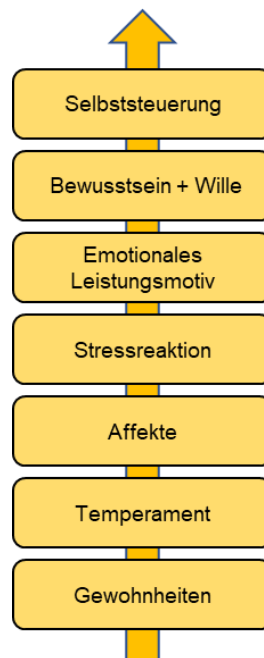 Selbststeuerung
Bewusstsein + Wille
Emotionales
Leistungsmotiv
Stressreaktion
Affekte
Temperament
Gewohnheiten